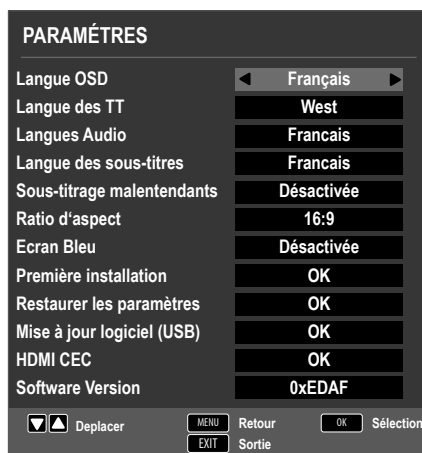 PARAMÉTRES
Langue OSD Français
Langue des TT West
Langues Audio Francais
Langue des sous-titres Francais
Sous-titrage malentendants Désactivée
Ratio d‘aspect 16:9
Ecran Bleu Désactivée
Première installation OK
Restaurer les paramètres OK
Mise à jour logiciel (USB) OK
HDMI CEC OK
Software Version 0xEDAF
Deplacer MENU Retour OK Sélection
EXIT Sortie